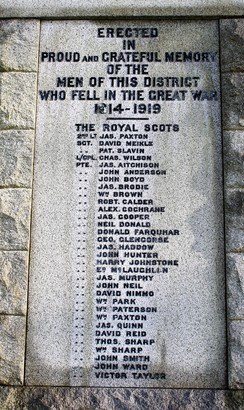 ERECTED
IN
PROUD AND GRATEFUL MEMORY
OF THE
MEN OF THIS DISTRICT
WHO FELL IN THE GREAT WAR
1914-1919
THE ROYAL SCOTS
2ND LT JAS. PAXTON
SGT. DAVID MEIKLE
.. PAT. SLAVIN
L/CPL. CHAS. WILSON
PTE. JAS. AITCHISON
.. JOHN ANDERSON
.. JOHN BOYD
.. JAS. BRODIE
.. WM BROWN
.. ROBT. CALDER
.. ALEX. COCHRANE
.. JAS. COOPER
.. NEIL DONALD
.. DONALD FARQUHAR
.. GEO. GLENCORSE
.. JAS. HADDOW
.. JOHN HUNTER
.. HARRY JOHNSTONE
.. ED. MCLAUCHLIN
.. JAS. MURPHY
.. JOHN NEIL
.. DAVID NIMMO
.. WM PARK
.. WM PATERSON
.. WM PAXTON
.. JAS. QUINN
.. DAVID REID
.. THOS. SHARP
.. WM SHARP
.. JOHN SMITH
.. JOHN WARD
.. VICTOR TAYLOR